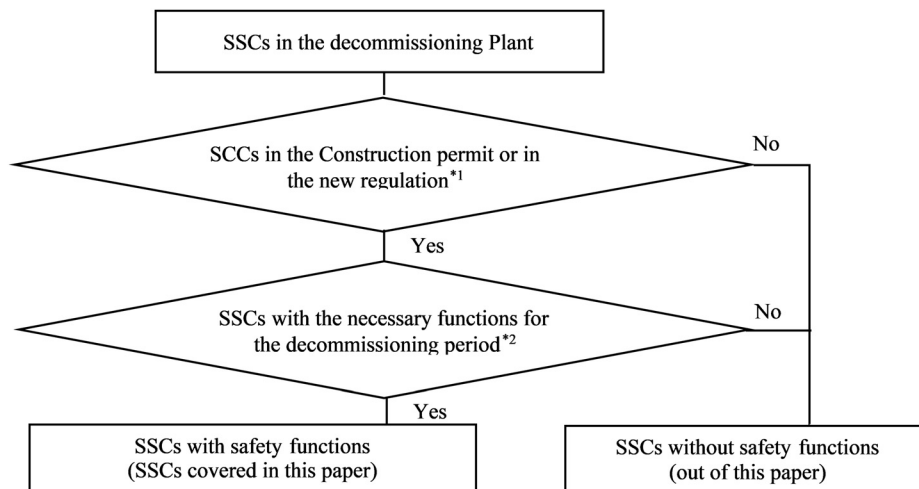 SSCs in the decommissioning Plant
No
SCCs in the Construction permit or in
the new regulation*1
Yes
No
SSCs with the necessary functions for
the decommissioning period*2
Yes
SSCs with safety functions
(SSCs covered in this paper)
SSCs without safety functions
(out of this paper)